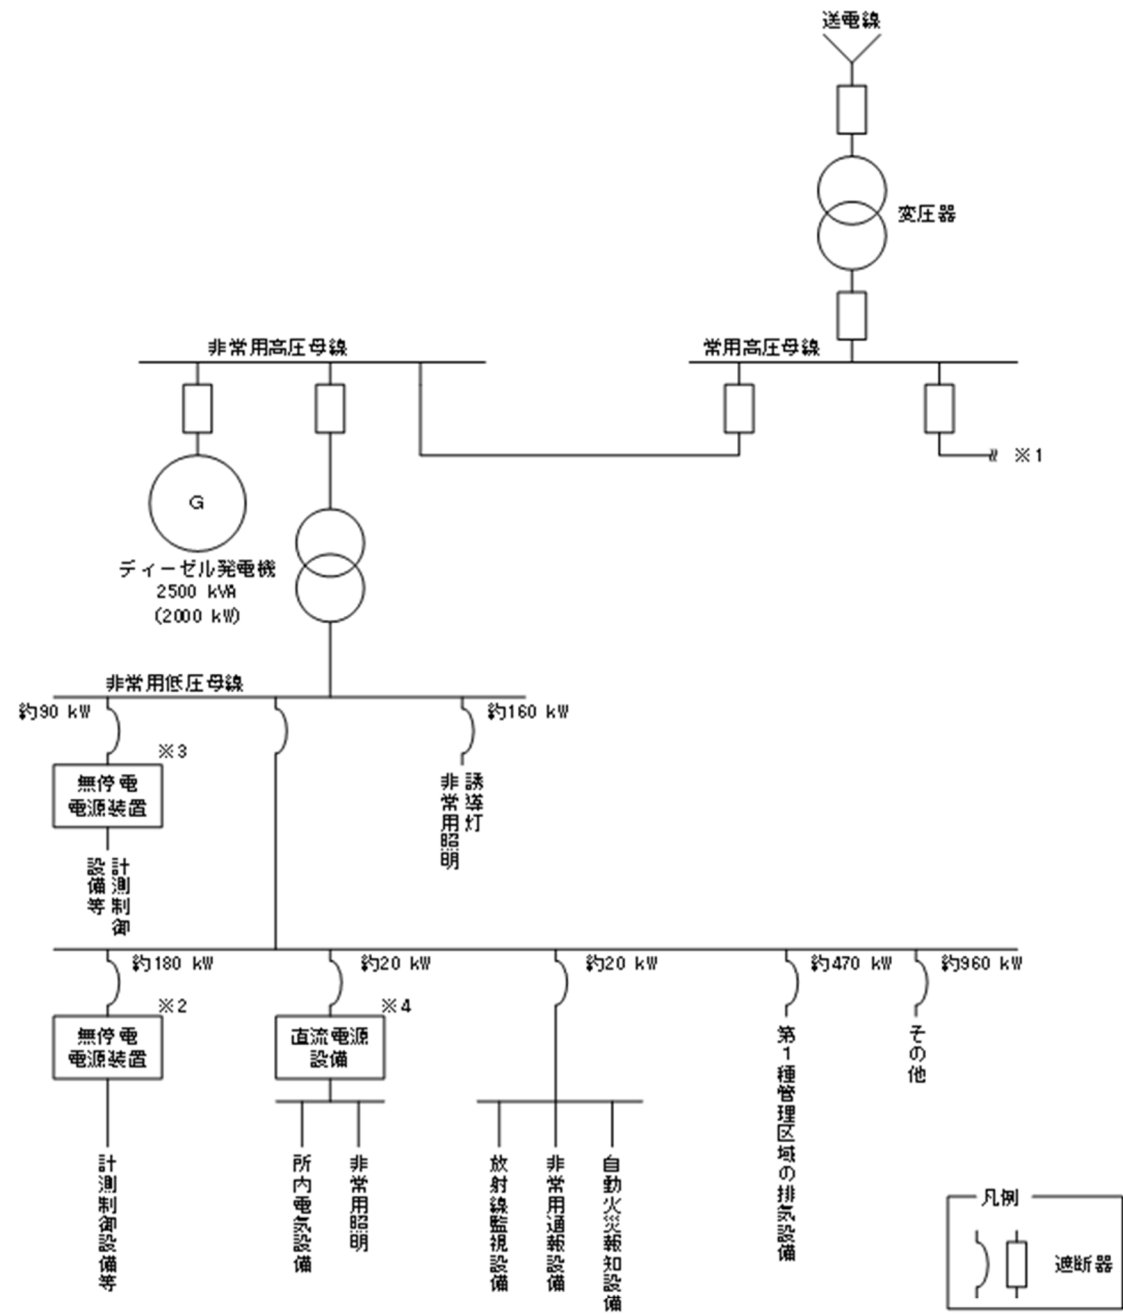 送電線
変圧器
非常用高圧母線
常用高圧母線
※1
G
ディーゼル発電機
2500 kVA
(2000 kW)
非常用低圧母線
約90 kW
約160 kW
※3
無停電
電源装置
誘導灯
非常用照明
計測制御
設備等
約180 kW
約20 kW
約20 kW
約470 kW
約960 kW
※2
※4
無停電
電源装置
直流電源
設備
第1種管理区域の排気設備
その他
計測制御設備等
所内電気設備
非常用照明
放射線監視設備
非常用通報設備
自動火災報知設備
凡例
遮断器